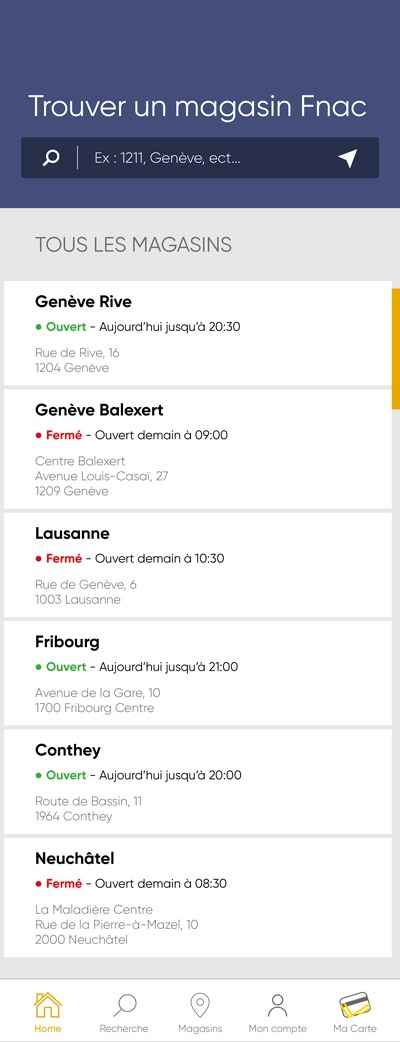 Trouver un magasin Fnac
Ex : 1211, Genève, ect...
TOUS LES MAGASINS
Genève Rive
• Ouvert - Aujourd'hui jusqu'à 20:30
Rue de Rive, 16
1204 Genève
Genève Balexert
• Fermé - Ouvert demain à 09:00
Centre Balexert
Avenue Louis-Casaï, 27
1209 Genève
Lausanne
• Fermé - Ouvert demain à 10:30
Rue de Genève, 6
1003 Lausanne
Fribourg
• Ouvert - Aujourd'hui jusqu'à 21:00
Avenue de la Gare, 10
1700 Fribourg Centre
Conthey
• Ouvert - Aujourd'hui jusqu'à 20:00
Route de Bassin, 11
1964 Conthey
Neuchâtel
• Fermé - Ouvert demain à 08:30
La Maladière Centre
Rue de la Pierre-à-Mazel, 10
2000 Neuchâtel
Home Recherche Magasins Mon compte Ma Carte